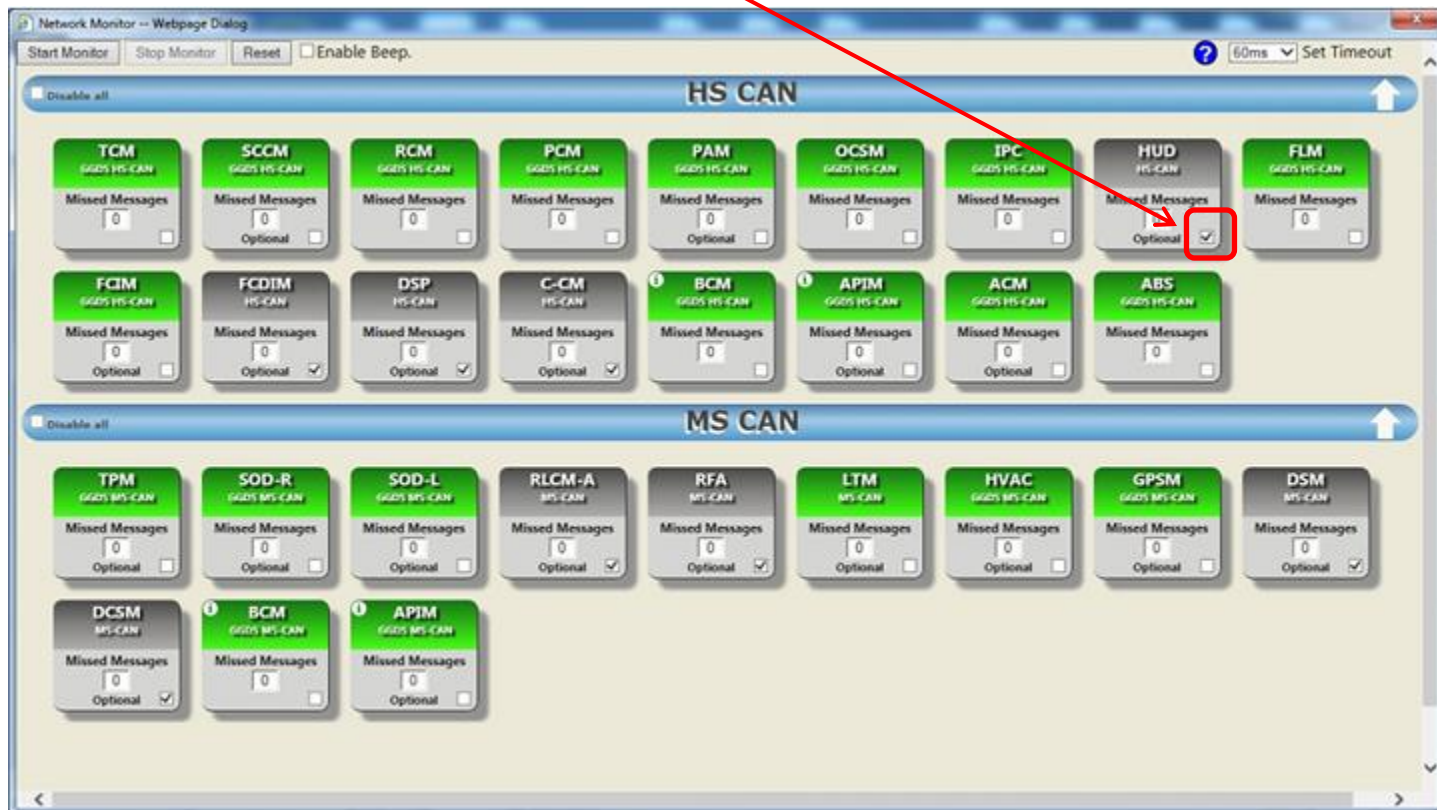 Network Monitor -- Webpage Dialog
Start Monitor Stop Monitor Reset Enable Beep. ? 60ms Set Timeout
Disable all HS CAN
TCM SCCM RCM PCM PAM OCSM IPC HUD FLM
GGDS HS-CAN GGDS HS-CAN GGDS HS-CAN GGDS HS-CAN GGDS HS-CAN GGDS HS-CAN GGDS HS-CAN HS-CAN GGDS HS-CAN
Missed Messages Missed Messages Missed Messages Missed Messages Missed Messages Missed Messages Missed Messages Missed Messages Missed Messages
0 0 0 0 0 0 0 0
Optional Optional Optional
FCIM FCDIM DSP C-CM i BCM i APIM ACM ABS
GGDS HS-CAN HS-CAN HS-CAN HS-CAN GGDS HS-CAN GGDS HS-CAN GGDS HS-CAN GGDS HS-CAN
Missed Messages Missed Messages Missed Messages Missed Messages Missed Messages Missed Messages Missed Messages Missed Messages
0 0 0 0 0 0 0 0
Optional Optional Optional Optional Optional Optional
Disable all MS CAN
TPM SOD-R SOD-L RLCM-A RFA LTM HVAC GPSM DSM
GGDS MS-CAN GGDS MS-CAN GGDS MS-CAN MS-CAN MS-CAN MS-CAN GGDS MS-CAN GGDS MS-CAN MS-CAN
Missed Messages Missed Messages Missed Messages Missed Messages Missed Messages Missed Messages Missed Messages Missed Messages Missed Messages
0 0 0 0 0 0 0 0 0
Optional Optional Optional Optional Optional Optional Optional Optional Optional
DCSM i BCM i APIM
MS-CAN GGDS MS-CAN GGDS MS-CAN
Missed Messages Missed Messages Missed Messages
0 0 0
Optional Optional